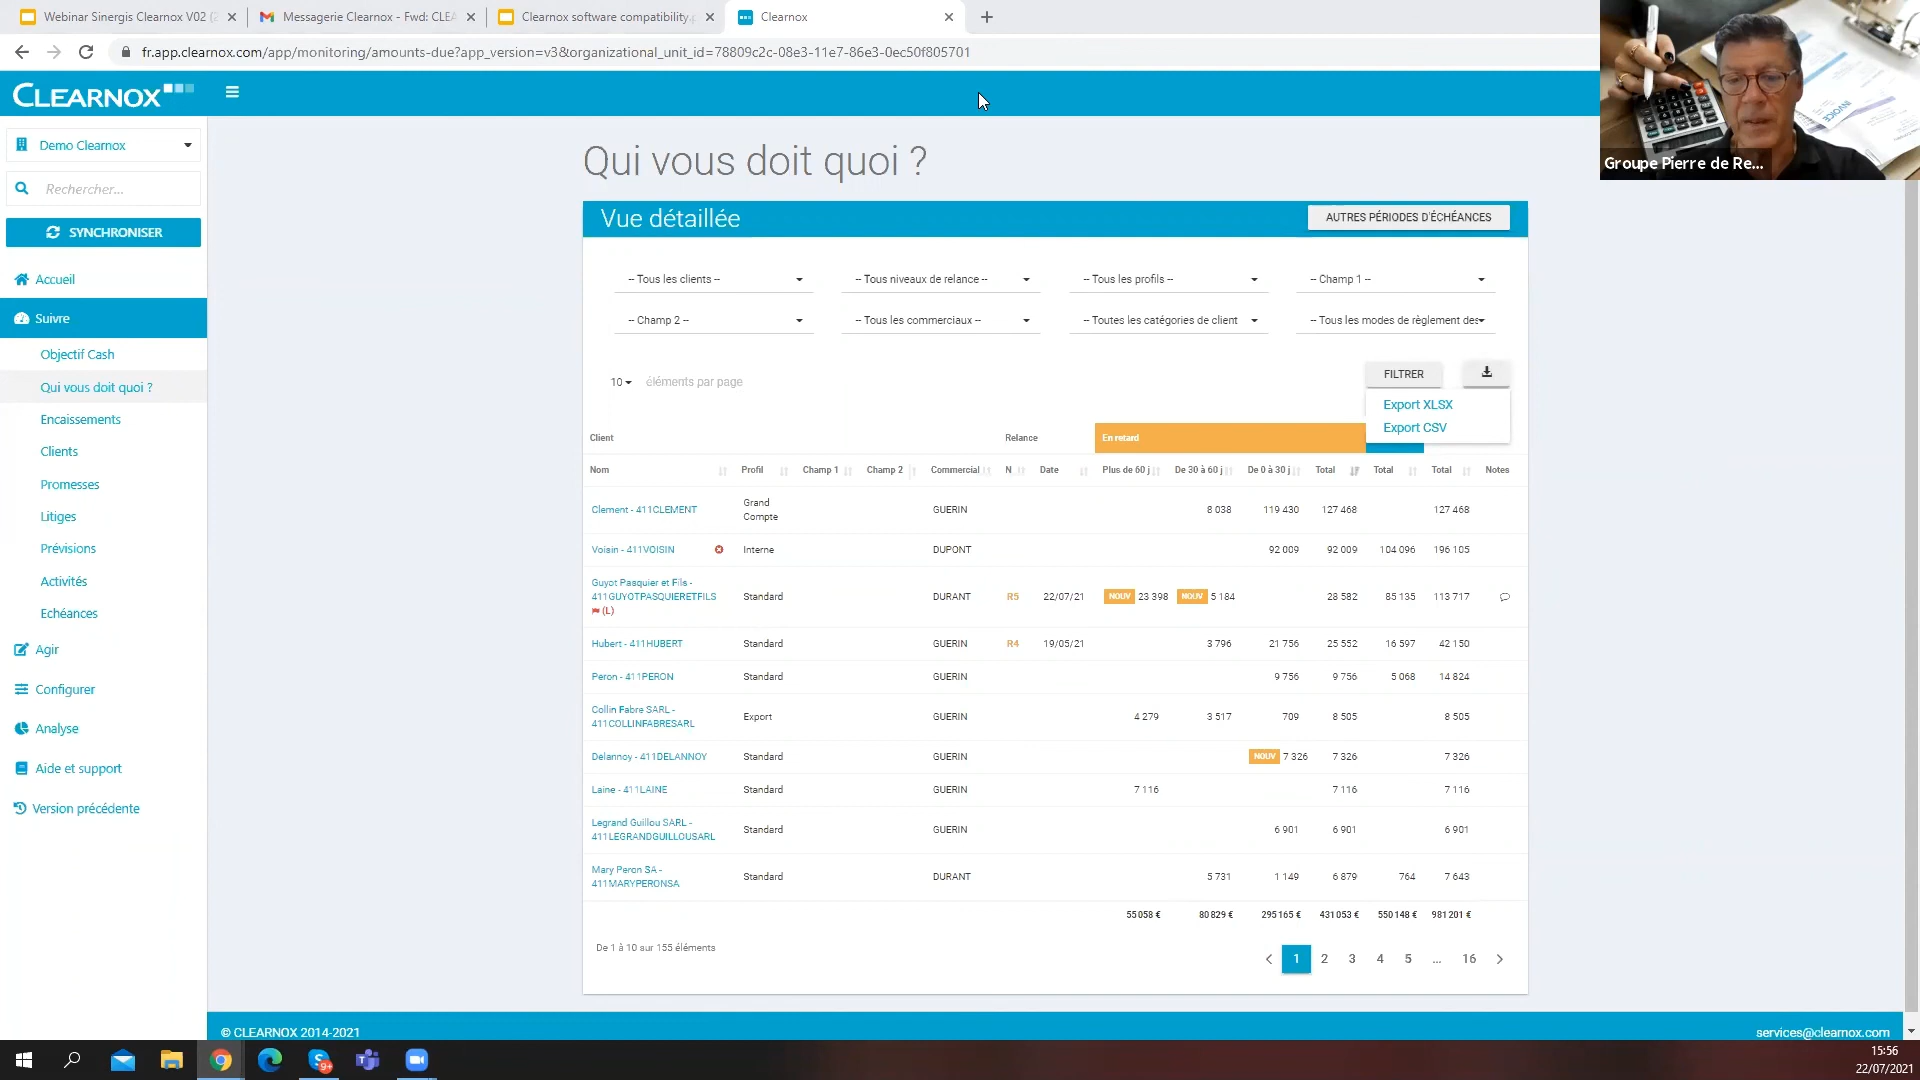 Webinar Sinergis Clearnox V02 (2
Messagerie Clearnox - Fwd: CLEA
Clearnox software compatibility.p
Clearnox
fr.app.clearnox.com/app/monitoring/amounts-due?app_version=v3&organizational_unit_id=78809c2c-08e3-11e7-86e3-0ec50f805701
CLEARNOX
INVOICE
Groupe Pierre de Re...
Demo Clearnox
Rechercher...
SYNCHRONISER
Accueil
Suivre
Objectif Cash
Qui vous doit quoi ?
Encaissements
Clients
Promesses
Litiges
Prévisions
Activités
Echéances
Agir
Configurer
Analyse
Aide et support
Version précédente
Qui vous doit quoi ?
Vue détaillée
AUTRES PÉRIODES D'ÉCHÉANCES
-- Tous les clients -- -- Tous niveaux de relance -- -- Tous les profils -- -- Champ 1 --
-- Champ 2 -- -- Tous les commerciaux -- -- Toutes les catégories de client -- Tous les modes de règlement des
10 éléments par page
FILTRER
Export XLSX
Export CSV
Client Relance En retard
Nom Profil Champ 1 Champ 2 Commercial N Date Plus de 60 j De 30 à 60 j De 0 à 30 j Total Total Total Notes
Clement - 411CLEMENT Grand Compte GUERIN 8 038 119 430 127 468 127 468
Voisin - 411VOISIN Interne DUPONT 92 009 92 009 104 096 196 105
Guyot Pasquier et Fils -
411GUYOTPASQUIERETFILS Standard DURANT R5 22/07/21 NOUV 23 398 NOUV 5 184 28 582 85 135 113 717
(L)
Hubert - 411HUBERT Standard GUERIN R4 19/05/21 3 796 21 756 25 552 16 597 42 150
Peron - 411PERON Standard GUERIN 9 756 9 756 5 068 14 824
Collin Fabre SARL -
411COLLINFABRESARL Export GUERIN 4 279 3 517 709 8 505 8 505
Delannoy - 411DELANNOY Standard GUERIN NOUV 7 326 7 326 7 326
Laine - 411LAINE Standard GUERIN 7 116 7 116 7 116
Legrand Guillou SARL -
411LEGRANDGUILLOUSARL Standard GUERIN 6 901 6 901 6 901
Mary Peron SA -
411MARYPERONSA Standard DURANT 5 731 1 149 6 879 764 7 643
55 058 € 80 829 € 295 165 € 431 053 € 550 148 € 981 201 €
De 1 à 10 sur 155 éléments
1 2 3 4 5 ... 16
© CLEARNOX 2014-2021
services@clearnox.com
9+
15:56
22/07/2021